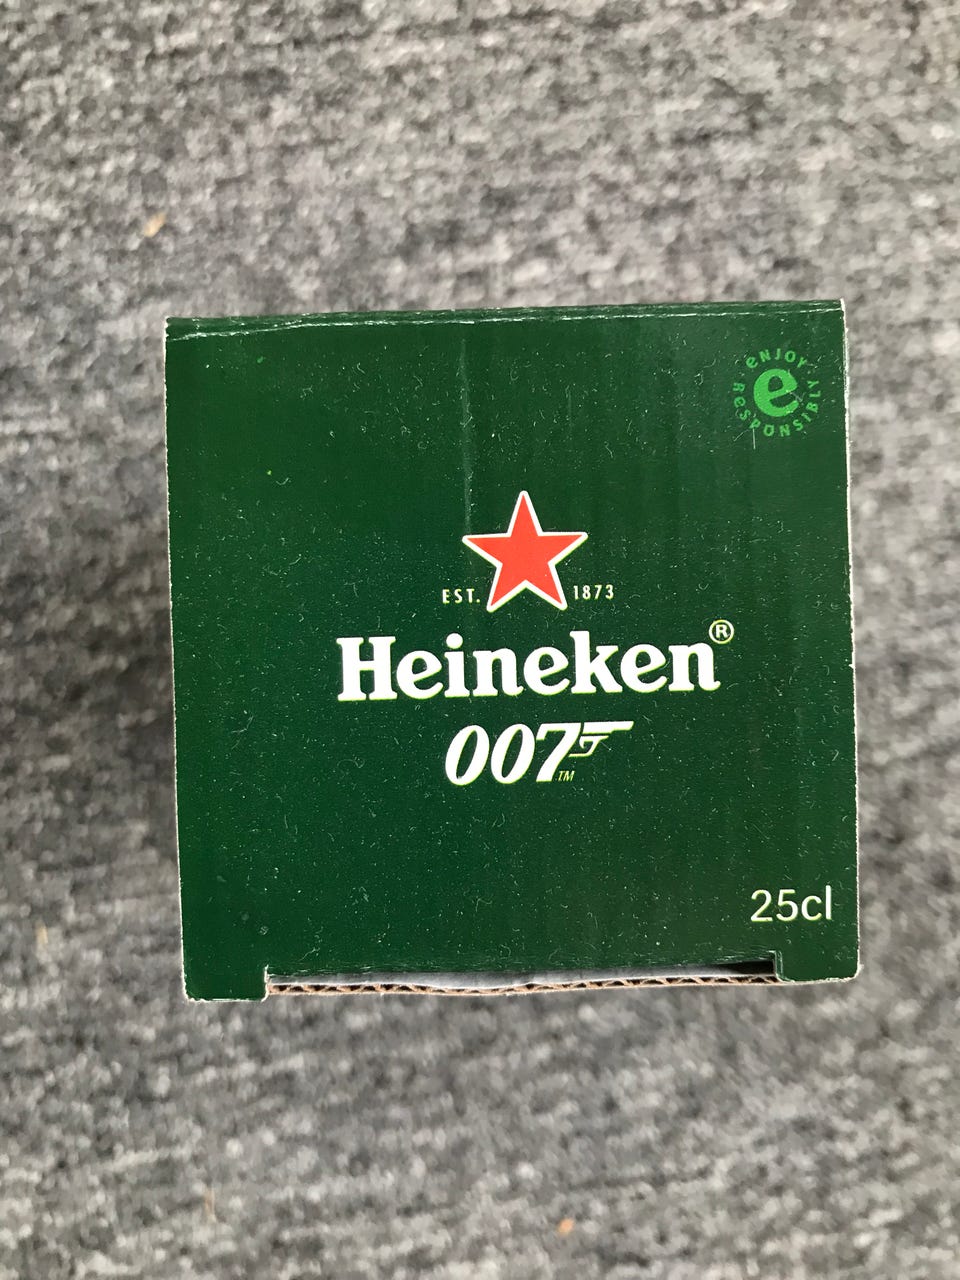 eNJOY ReSPONSIBLY
e
EST. 1873
Heineken®
007™
25cl